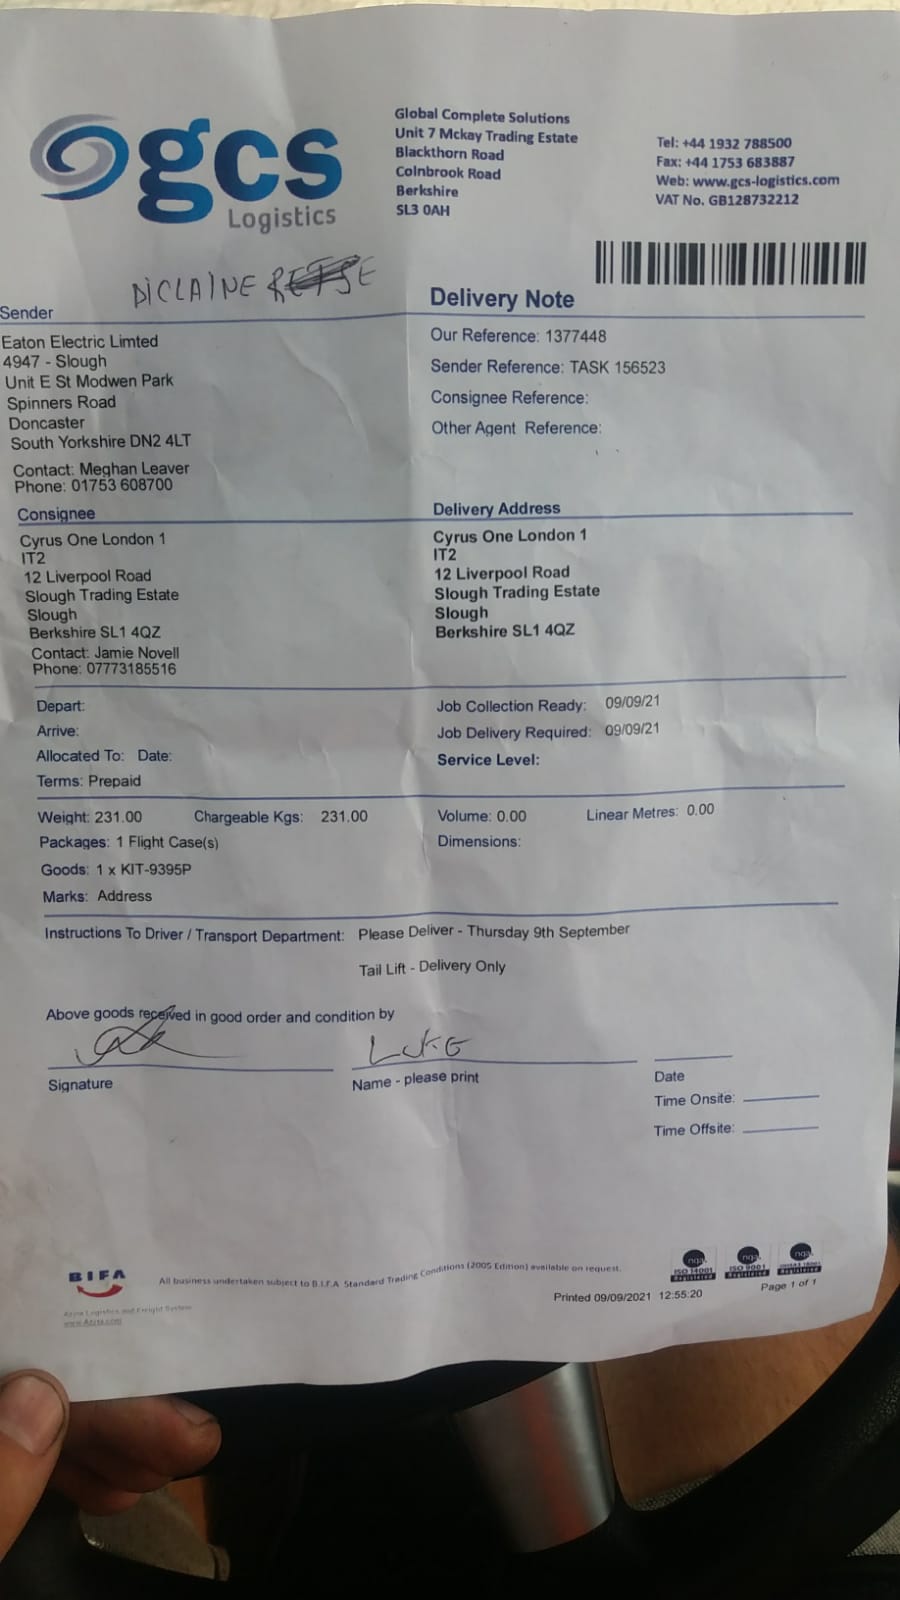 gcs
Logistics
Global Complete Solutions
Unit 7 Mckay Trading Estate
Blackthorn Road
Colnbrook Road
Berkshire
SL3 0AH
Tel: +44 1932 788500
Fax: +44 1753 683887
Web: www.gcs-logistics.com
VAT No. GB128732212
DiCLAINE
Delivery Note
Sender
Eaton Electric Limted
4947 - Slough
Unit E St Modwen Park
Spinners Road
Doncaster
South Yorkshire DN2 4LT
Contact: Meghan Leaver
Phone: 01753 608700
Our Reference: 1377448
Sender Reference: TASK 156523
Consignee Reference:
Other Agent Reference:
Consignee
Cyrus One London 1
IT2
12 Liverpool Road
Slough Trading Estate
Slough
Berkshire SL1 4QZ
Contact: Jamie Novell
Phone: 07773185516
Delivery Address
Cyrus One London 1
IT2
12 Liverpool Road
Slough Trading Estate
Slough
Berkshire SL1 4QZ
Depart:
Arrive:
Allocated To: Date:
Terms: Prepaid
Job Collection Ready: 09/09/21
Job Delivery Required: 09/09/21
Service Level:
Weight: 231.00 Chargeable Kgs: 231.00 Volume: 0.00 Linear Metres: 0.00
Packages: 1 Flight Case(s) Dimensions:
Goods: 1 x KIT-9395P
Marks: Address
Instructions To Driver / Transport Department: Please Deliver - Thursday 9th September
Tail Lift - Delivery Only
Above goods received in good order and condition by
LUKE
Signature
Name - please print
Date
Time Onsite:
Time Offsite:
BIFA
All business undertaken subject to B.I.F.A Standard Trading Conditions (2005 Edition) available on request.
nqa
ISO 14001
Registered
nqa
ISO 9001
Registered
nqa
Registered
Printed 09/09/2021 12:55:20
Page 1 of 1